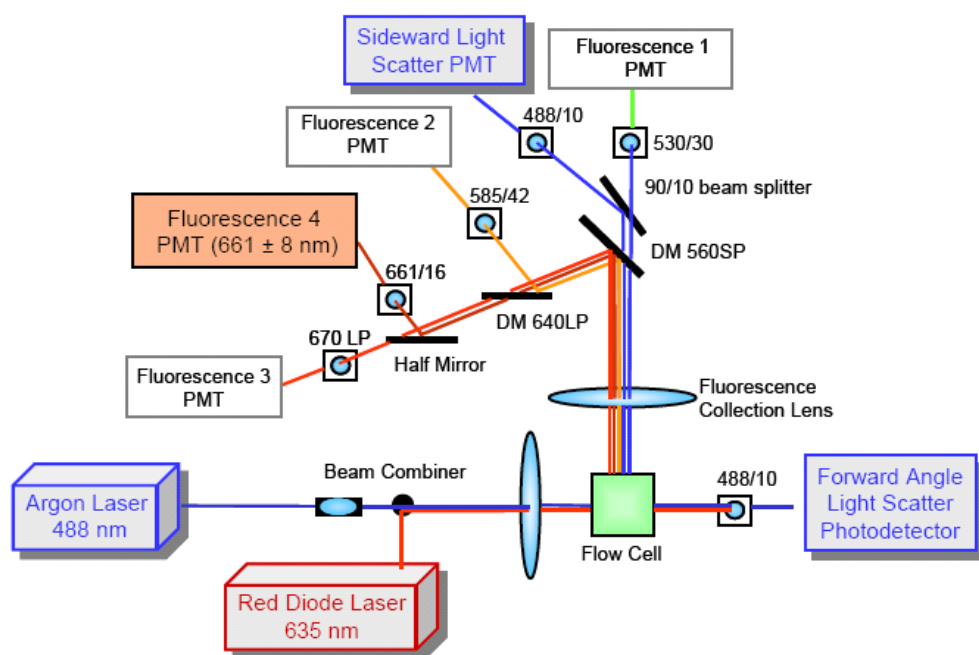 Sideward Light
Scatter PMT
Fluorescence 1
PMT
488/10
530/30
Fluorescence 2
PMT
90/10 beam splitter
585/42
Fluorescence 4
PMT (661 ± 8 nm)
DM 560SP
661/16
DM 640LP
670 LP
Half Mirror
Fluorescence 3
PMT
Fluorescence
Collection Lens
Beam Combiner
488/10
Argon Laser
488 nm
Forward Angle
Light Scatter
Photodetector
Flow Cell
Red Diode Laser
635 nm